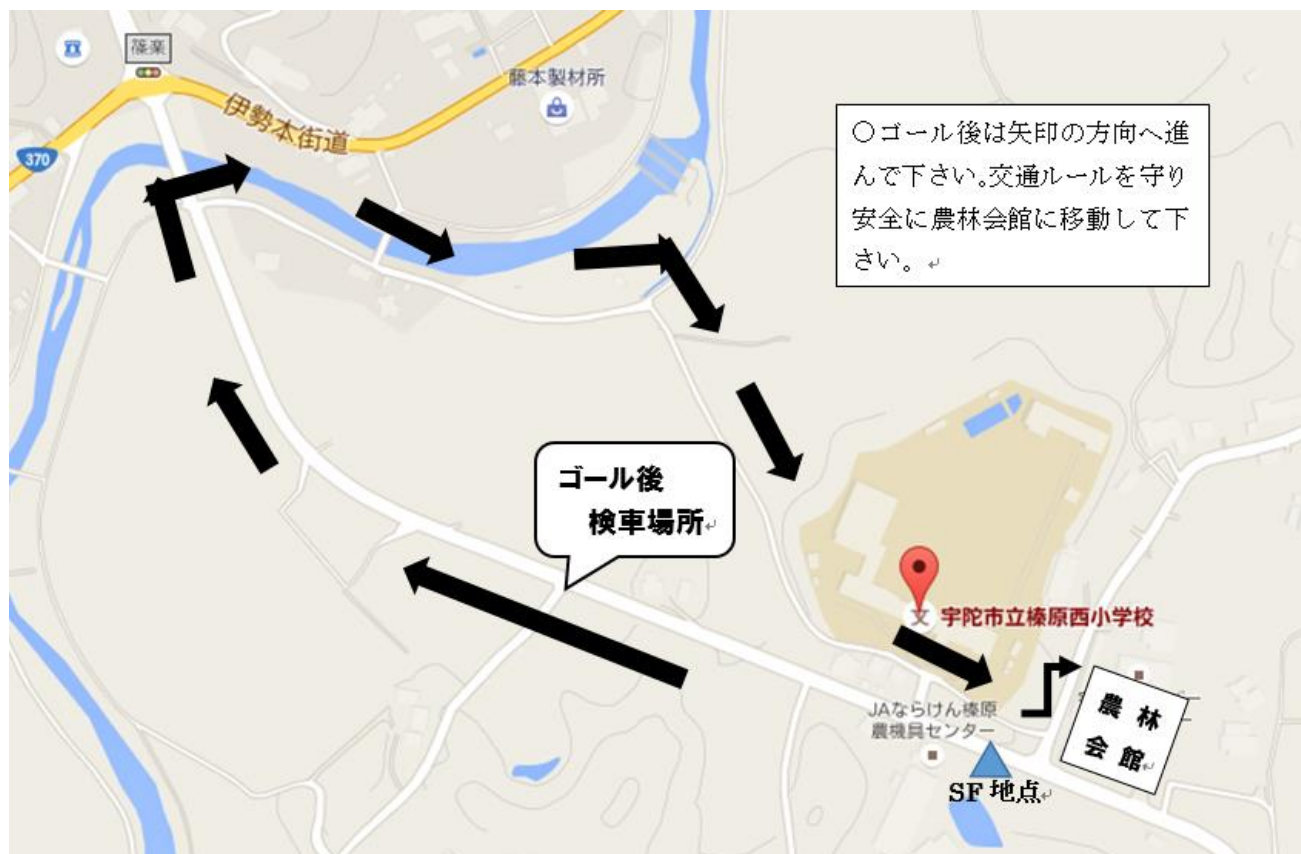 篠楽
藤本製材所
伊勢本街道
370
○ゴール後は矢印の方向へ進
んで下さい。交通ルールを守り
安全に農林会館に移動して下
さい。
ゴール後
検車場所
文 宇陀市立榛原西小学校
JAならけん榛原
農機具センター
農林
会館
SF 地点